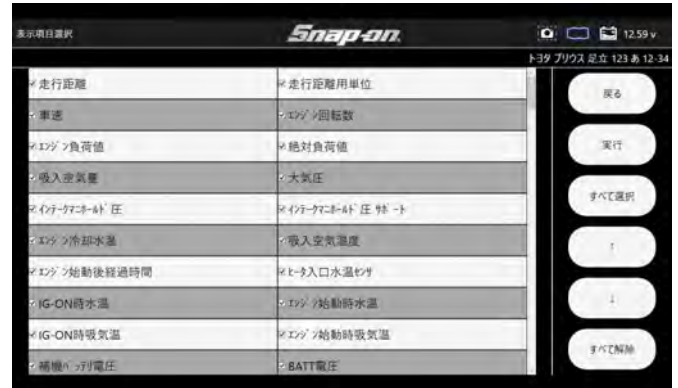 表示項目選択
Snap-on
12.59 v
トヨタ プリウス 足立 123 あ 12-34
走行距離 走行距離用単位
車速 エンジン回転数
エンジン負荷値 絶対負荷値
吸入空気量 大気圧
インテークマニホールド圧 インテークマニホールド圧 サポート
エンジン冷却水温 吸入空気温度
エンジン始動後経過時間 ヒータ入口水温センサ
IG-ON時水温 エンジン始動時水温
IG-ON時吸気温 エンジン始動時吸気温
補機バッテリ電圧 BATT電圧
戻る
実行
すべて選択
↑
↓
すべて解除